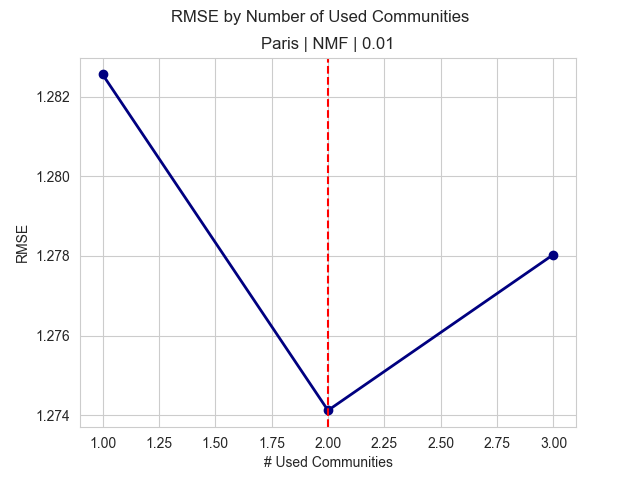 RMSE by Number of Used Communities
Paris | NMF | 0.01
RMSE
1.282
1.280
1.278
1.276
1.274
1.00 1.25 1.50 1.75 2.00 2.25 2.50 2.75 3.00
# Used Communities